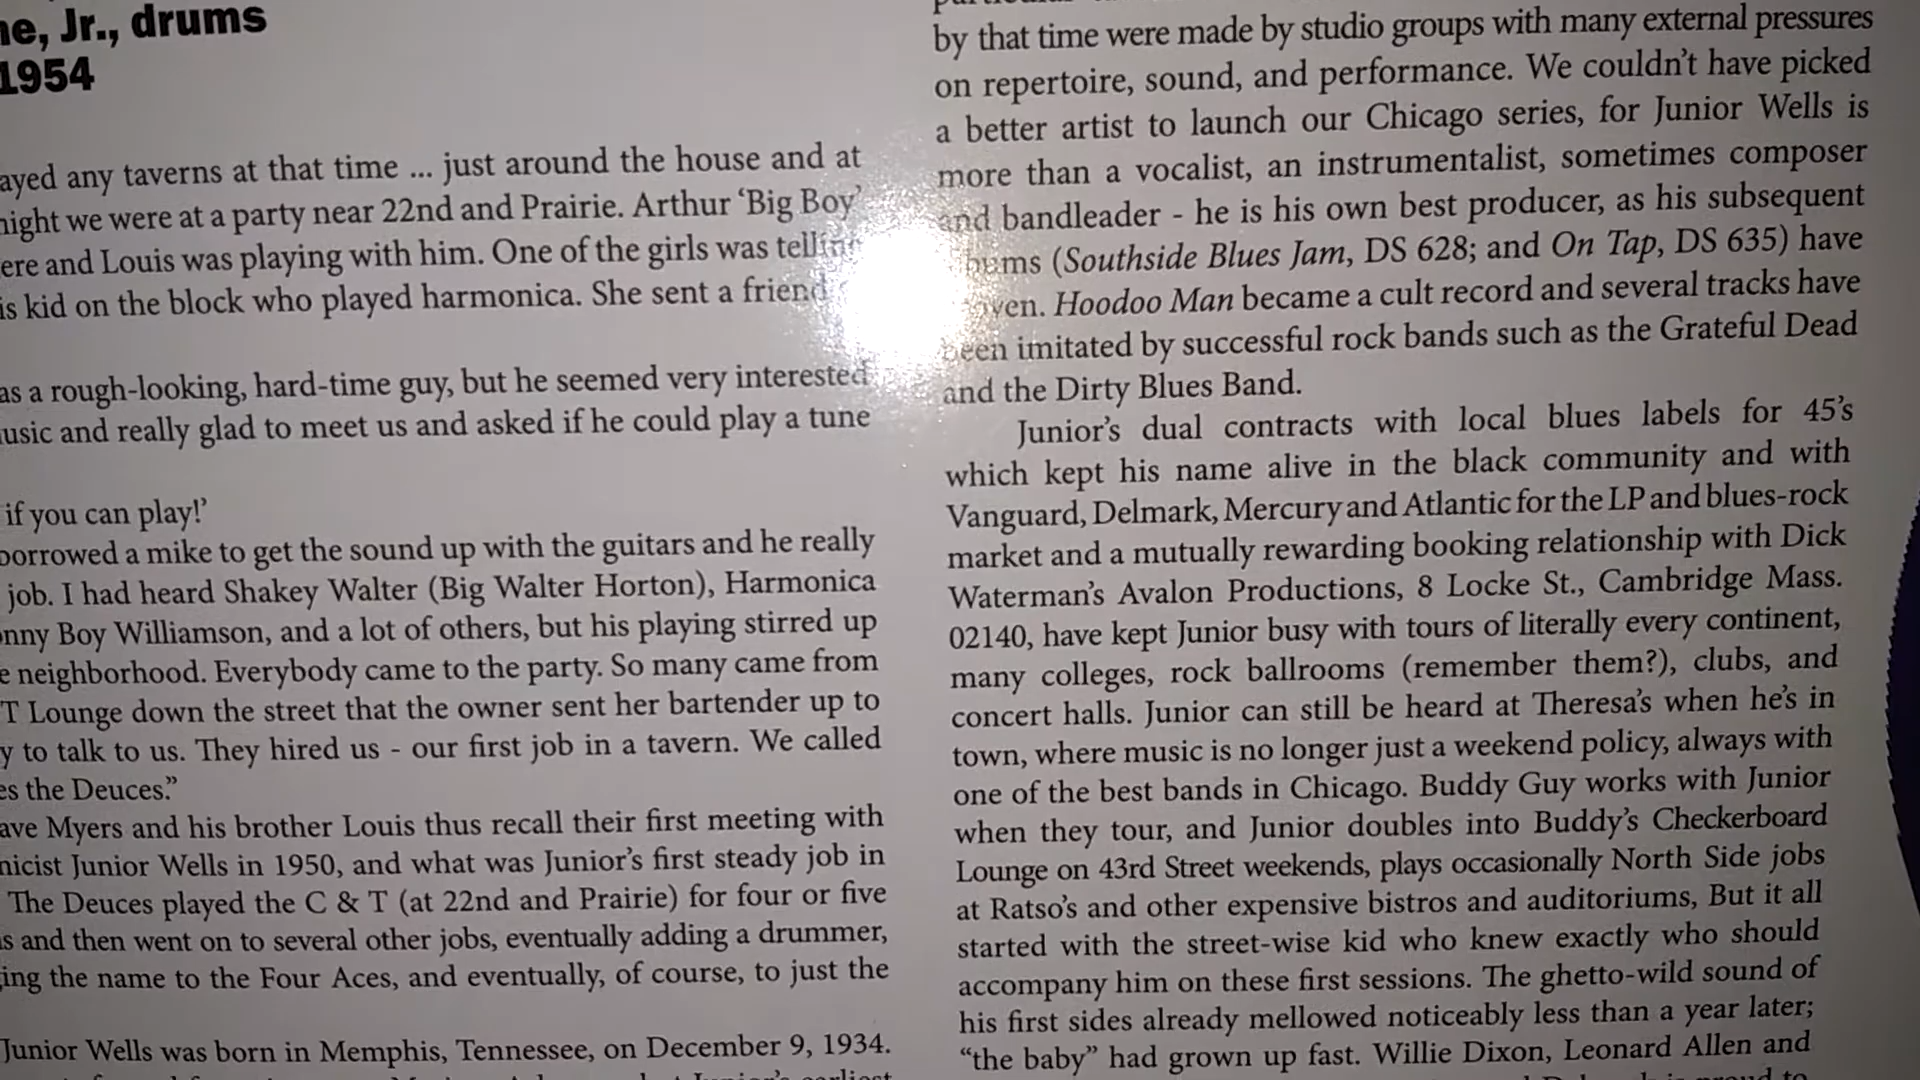 Jr., drums
1954
any taverns at that time ... just around the house and at
night we were at a party near 22nd and Prairie. Arthur ‘Big Boy’
and Louis was playing with him. One of the girls was telling
kid on the block who played harmonica. She sent a friend
a rough-looking, hard-time guy, but he seemed very interested
and really glad to meet us and asked if he could play a tune
if you can play!’
borrowed a mike to get the sound up with the guitars and he really
job. I had heard Shakey Walter (Big Walter Horton), Harmonica
Boy Williamson, and a lot of others, but his playing stirred up
neighborhood. Everybody came to the party. So many came from
T Lounge down the street that the owner sent her bartender up to
to talk to us. They hired us - our first job in a tavern. We called
the Deuces.”
Myers and his brother Louis thus recall their first meeting with
Junior Wells in 1950, and what was Junior’s first steady job in
The Deuces played the C & T (at 22nd and Prairie) for four or five
and then went on to several other jobs, eventually adding a drummer,
the name to the Four Aces, and eventually, of course, to just the
Junior Wells was born in Memphis, Tennessee, on December 9, 1934.
by that time were made by studio groups with many external pressures
on repertoire, sound, and performance. We couldn’t have picked
a better artist to launch our Chicago series, for Junior Wells is
more than a vocalist, an instrumentalist, sometimes composer
and bandleader - he is his own best producer, as his subsequent
(Southside Blues Jam, DS 628; and On Tap, DS 635) have
Hoodoo Man became a cult record and several tracks have
been imitated by successful rock bands such as the Grateful Dead
and the Dirty Blues Band.
Junior’s dual contracts with local blues labels for 45’s
which kept his name alive in the black community and with
Vanguard, Delmark, Mercury and Atlantic for the LP and blues-rock
market and a mutually rewarding booking relationship with Dick
Waterman’s Avalon Productions, 8 Locke St., Cambridge Mass.
02140, have kept Junior busy with tours of literally every continent,
many colleges, rock ballrooms (remember them?), clubs, and
concert halls. Junior can still be heard at Theresa’s when he’s in
town, where music is no longer just a weekend policy, always with
one of the best bands in Chicago. Buddy Guy works with Junior
when they tour, and Junior doubles into Buddy’s Checkerboard
Lounge on 43rd Street weekends, plays occasionally North Side jobs
at Ratso’s and other expensive bistros and auditoriums, But it all
started with the street-wise kid who knew exactly who should
accompany him on these first sessions. The ghetto-wild sound of
his first sides already mellowed noticeably less than a year later;
“the baby” had grown up fast. Willie Dixon, Leonard Allen and